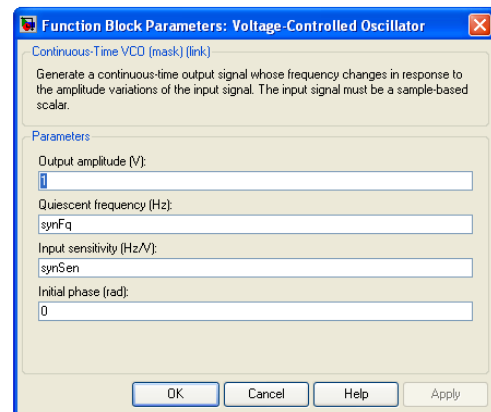 Function Block Parameters: Voltage-Controlled Oscillator
Continuous-Time VCO (mask) (link)
Generate a continuous-time output signal whose frequency changes in response to
the amplitude variations of the input signal. The input signal must be a sample-based
scalar.
Parameters
Output amplitude (V):
1
Quiescent frequency (Hz):
synFq
Input sensitivity (Hz/V):
synSen
Initial phase (rad):
0
OK Cancel Help Apply